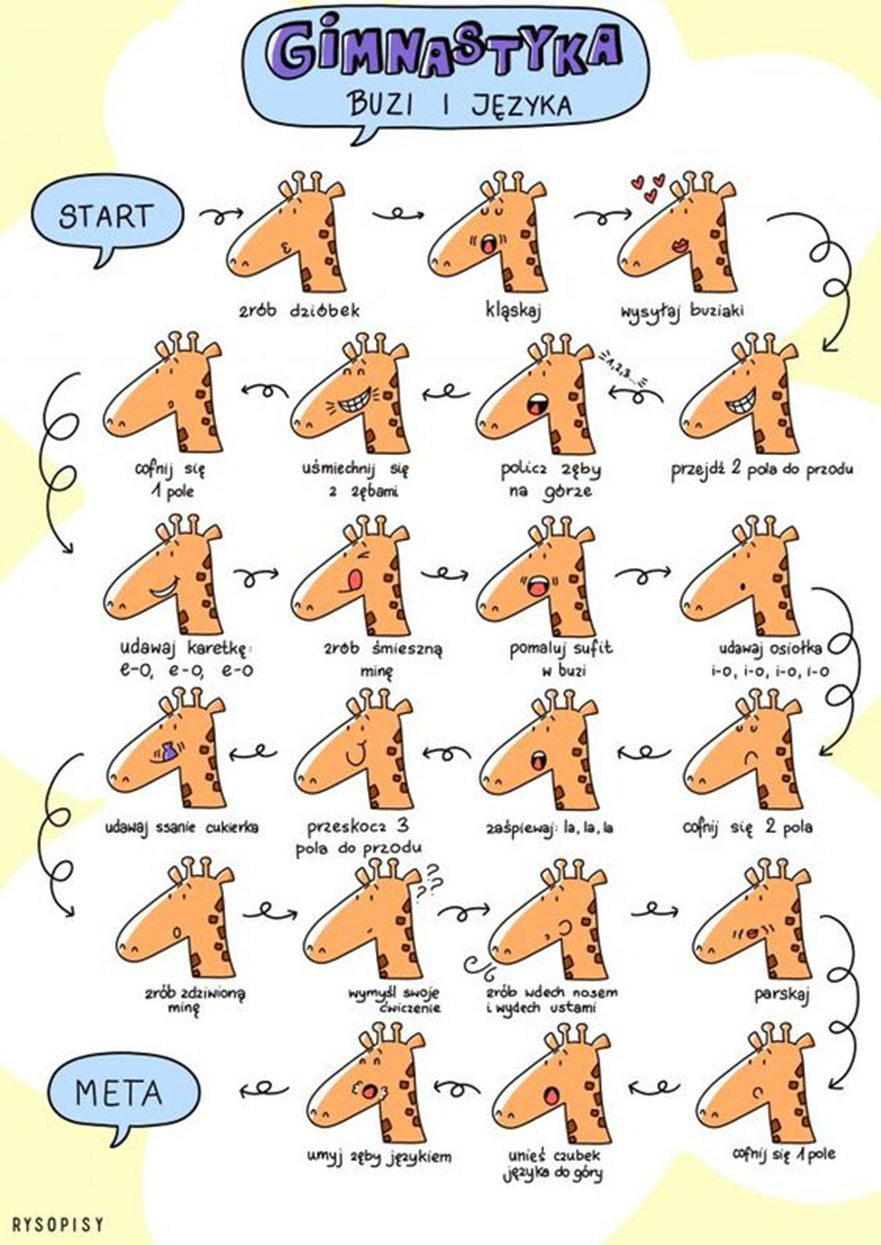 GIMNASTYKA
BUZI I JĘZYKA
START
zrób dzióbek
kląskaj
wysyłaj buziaki
przejdź 2 pola do przodu
1,2,3...
policz zęby
na górze
uśmiechnij się
z zębami
cofnij się
1 pole
udawaj karetkę:
e-o, e-o, e-o
zrób śmieszną
minę
pomaluj sufit
w buzi
udawaj osiołka
i-o, i-o, i-o, i-o
cofnij się 2 pola
zaśpiewaj: la, la, la
przeskocz 3
pola do przodu
udawaj ssanie cukierka
zrób zdziwioną
minę
???
wymyśl swoje
ćwiczenie
zrób wdech nosem
i wydech ustami
parskaj
cofnij się 1 pole
unieś czubek
języka do góry
umyj zęby językiem
META
RYSOPISY